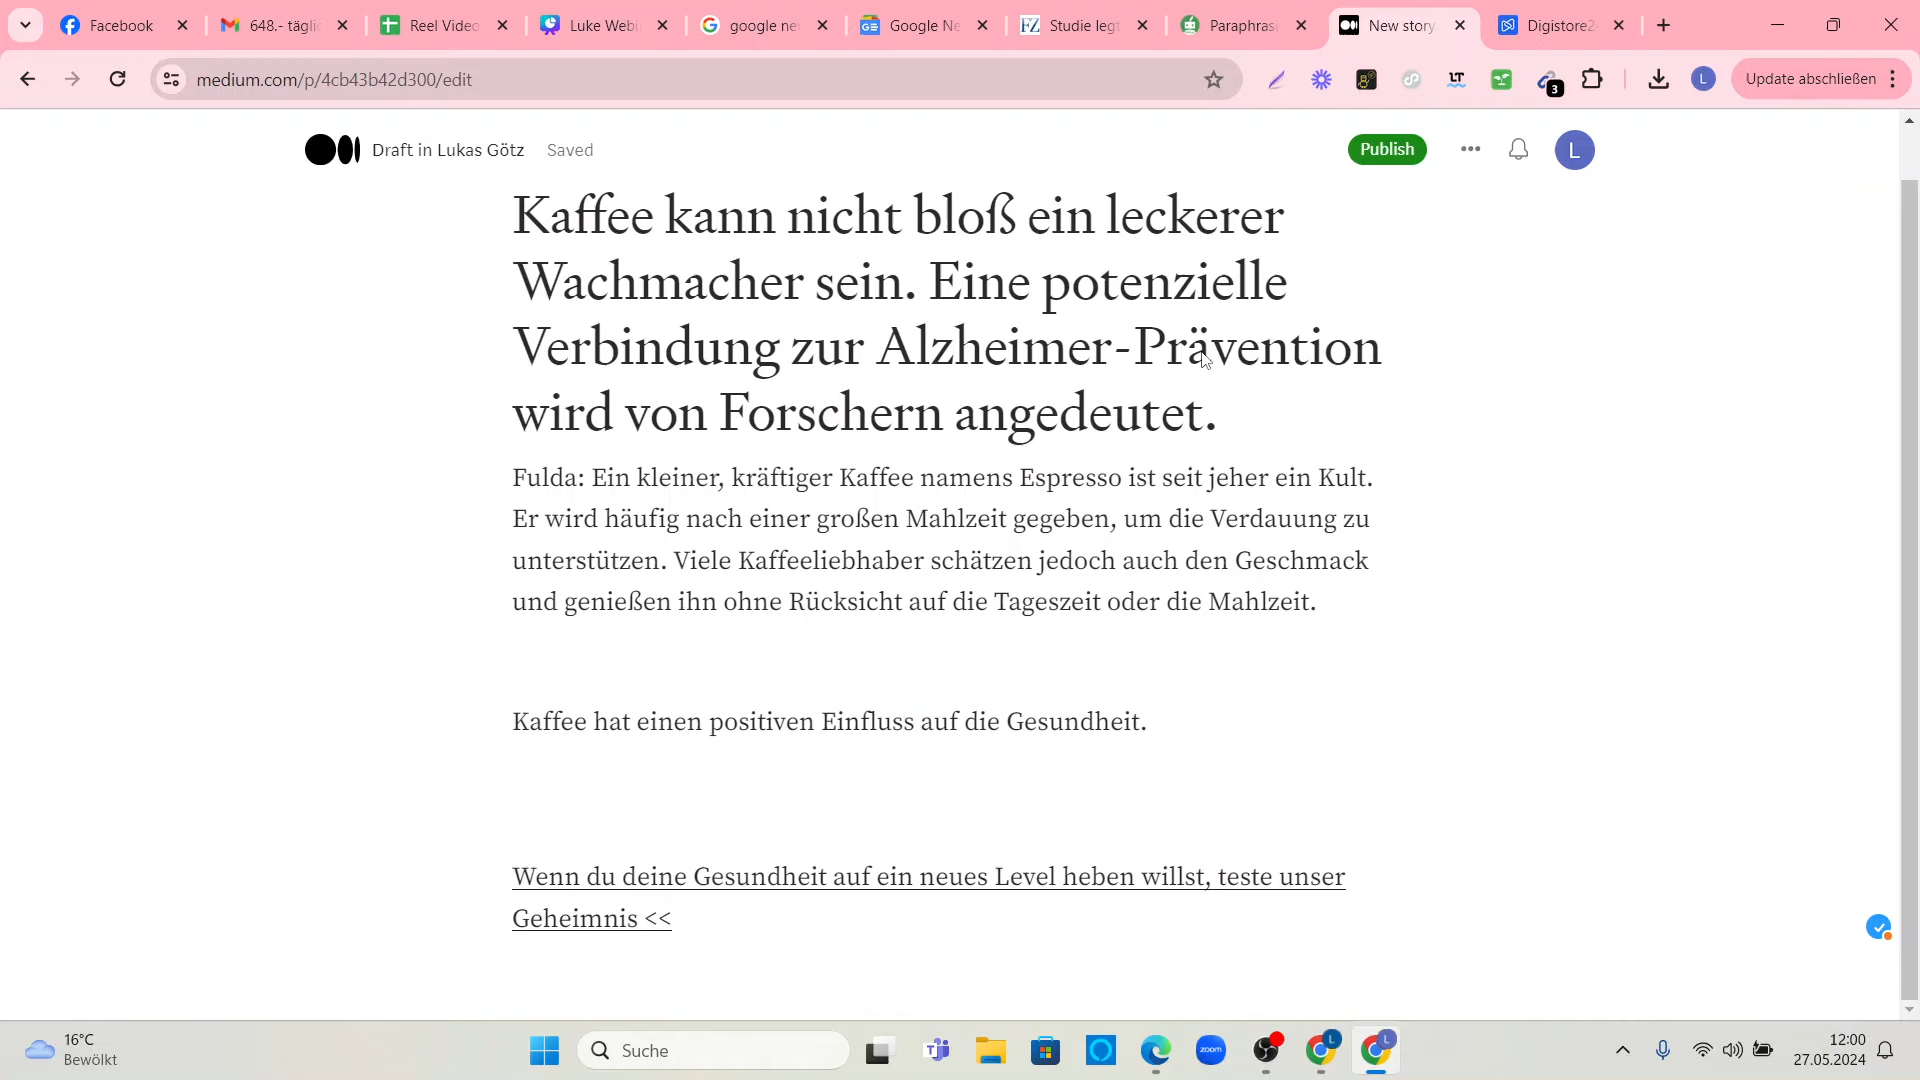 Facebook
648.- täglic
Reel Video
Luke Webi
google ne
Google Ne
Studie legt
Paraphras
New story
Digistore2
medium.com/p/4cb43b42d300/edit
3
L
Update abschließen
Draft in Lukas Götz
Saved
Publish
L
Kaffee kann nicht bloß ein leckerer
Wachmacher sein. Eine potenzielle
Verbindung zur Alzheimer-Prävention
wird von Forschern angedeutet.
Fulda: Ein kleiner, kräftiger Kaffee namens Espresso ist seit jeher ein Kult.
Er wird häufig nach einer großen Mahlzeit gegeben, um die Verdauung zu
unterstützen. Viele Kaffeeliebhaber schätzen jedoch auch den Geschmack
und genießen ihn ohne Rücksicht auf die Tageszeit oder die Mahlzeit.
Kaffee hat einen positiven Einfluss auf die Gesundheit.
Wenn du deine Gesundheit auf ein neues Level heben willst, teste unser
Geheimnis <<
16°C
Bewölkt
Suche
zoom
12:00
27.05.2024